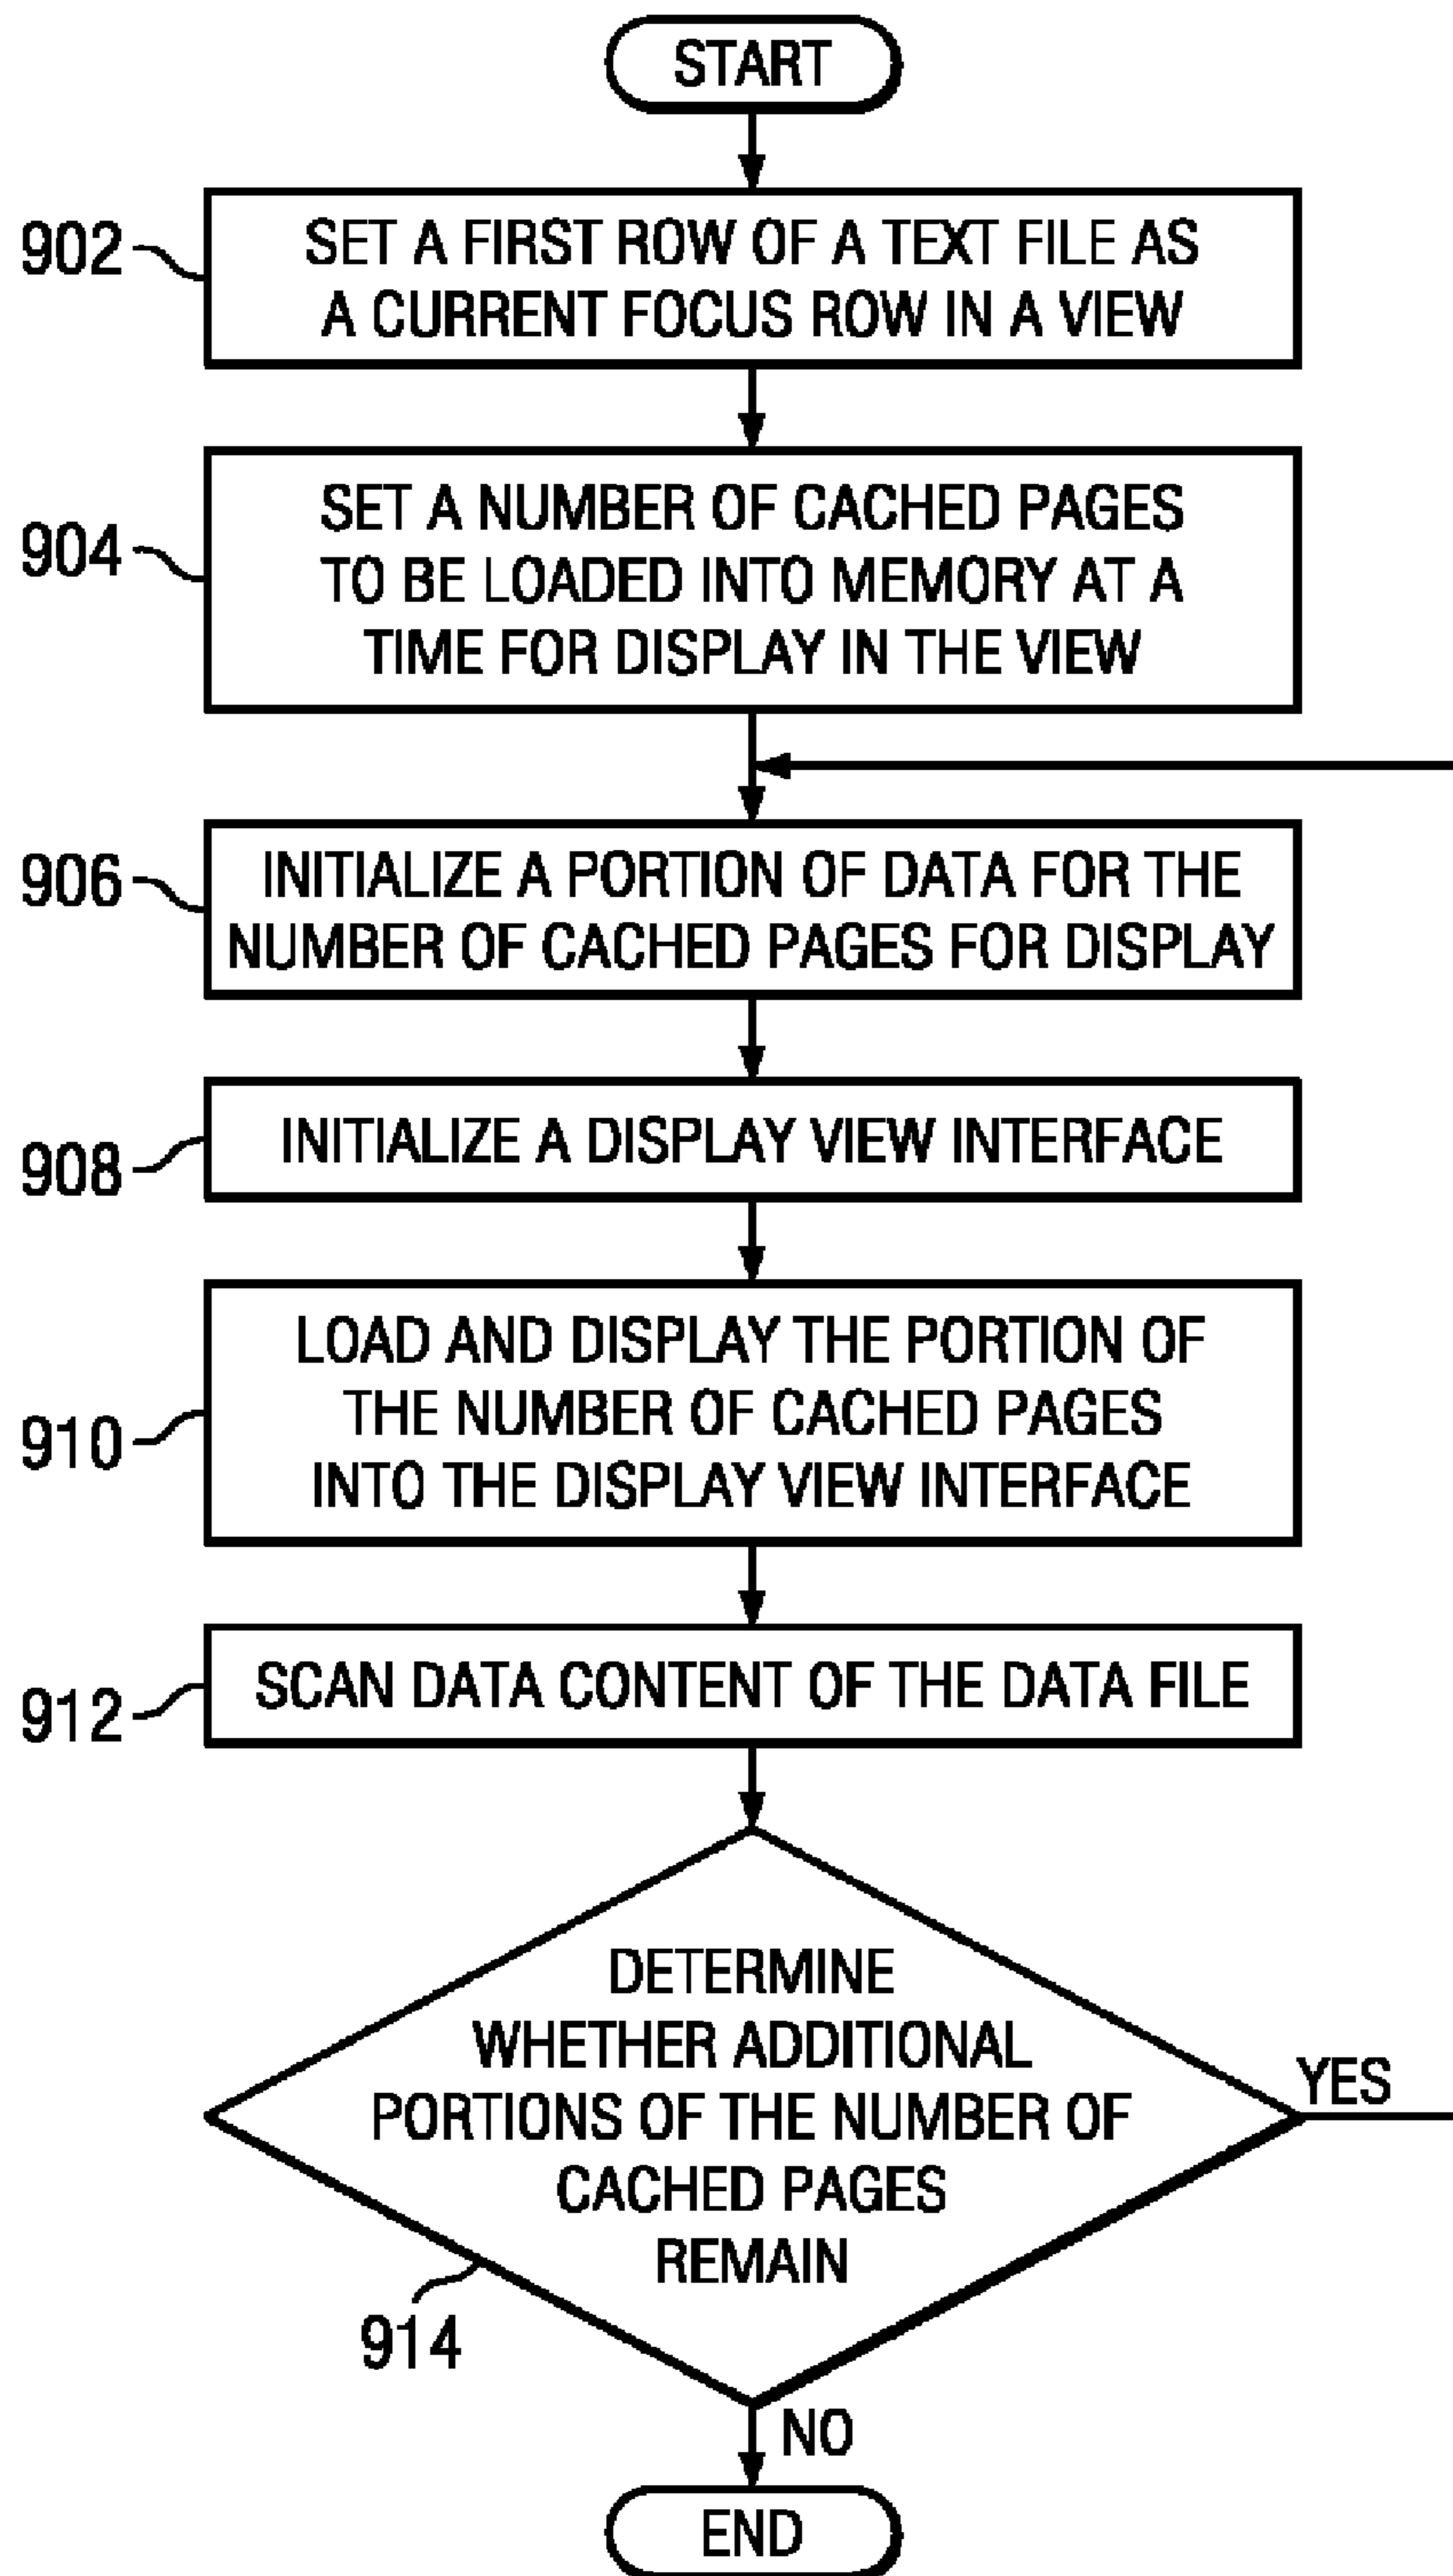 START
902
SET A FIRST ROW OF A TEXT FILE AS
A CURRENT FOCUS ROW IN A VIEW
904
SET A NUMBER OF CACHED PAGES
TO BE LOADED INTO MEMORY AT A
TIME FOR DISPLAY IN THE VIEW
906
INITIALIZE A PORTION OF DATA FOR THE
NUMBER OF CACHED PAGES FOR DISPLAY
908
INITIALIZE A DISPLAY VIEW INTERFACE
910
LOAD AND DISPLAY THE PORTION OF
THE NUMBER OF CACHED PAGES
INTO THE DISPLAY VIEW INTERFACE
912
SCAN DATA CONTENT OF THE DATA FILE
DETERMINE
WHETHER ADDITIONAL
PORTIONS OF THE NUMBER OF
CACHED PAGES
REMAIN
YES
914
NO
END